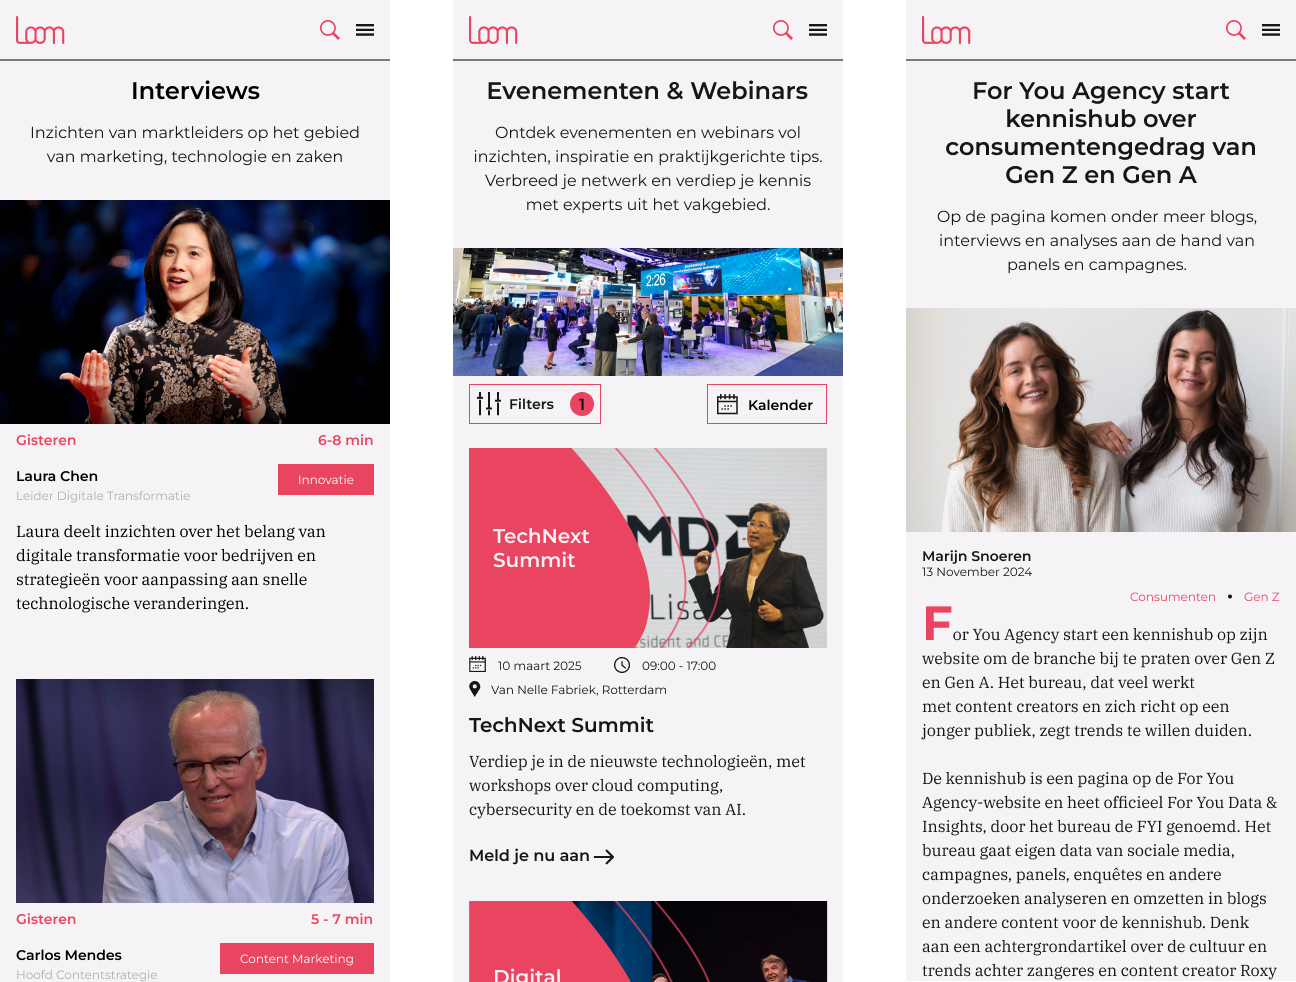 Loom
Interviews
Inzichten van marktleiders op het gebied
van marketing, technologie en zaken
Gisteren 6-8 min
Laura Chen
Leider Digitale Transformatie
Innovatie
Laura deelt inzichten over het belang van
digitale transformatie voor bedrijven en
strategieën voor aanpassing aan snelle
technologische veranderingen.
Gisteren 5 - 7 min
Carlos Mendes
Hoofd Contentstrategie
Content Marketing
Loom
Evenementen & Webinars
Ontdek evenementen en webinars vol
inzichten, inspiratie en praktijkgerichte tips.
Verbreed je netwerk en verdiep je kennis
met experts uit het vakgebied.
2:26
Filters 1
Kalender
TechNext
Summit
MD
Lisa
sident and CE
10 maart 2025 09:00 - 17:00
Van Nelle Fabriek, Rotterdam
TechNext Summit
Verdiep je in de nieuwste technologieën, met
workshops over cloud computing,
cybersecurity en de toekomst van AI.
Meld je nu aan
Digital
Loom
For You Agency start
kennishub over
consumentengedrag van
Gen Z en Gen A
Op de pagina komen onder meer blogs,
interviews en analyses aan de hand van
panels en campagnes.
Marijn Snoeren
13 November 2024
Consumenten • Gen Z
For You Agency start een kennishub op zijn
website om de branche bij te praten over Gen Z
en Gen A. Het bureau, dat veel werkt
met content creators en zich richt op een
jonger publiek, zegt trends te willen duiden.
De kennishub is een pagina op de For You
Agency-website en heet officieel For You Data &
Insights, door het bureau de FYI genoemd. Het
bureau gaat eigen data van sociale media,
campagnes, panels, enquêtes en andere
onderzoeken analyseren en omzetten in blogs
en andere content voor de kennishub. Denk
aan een achtergrondartikel over de cultuur en
trends achter zangeres en content creator Roxy